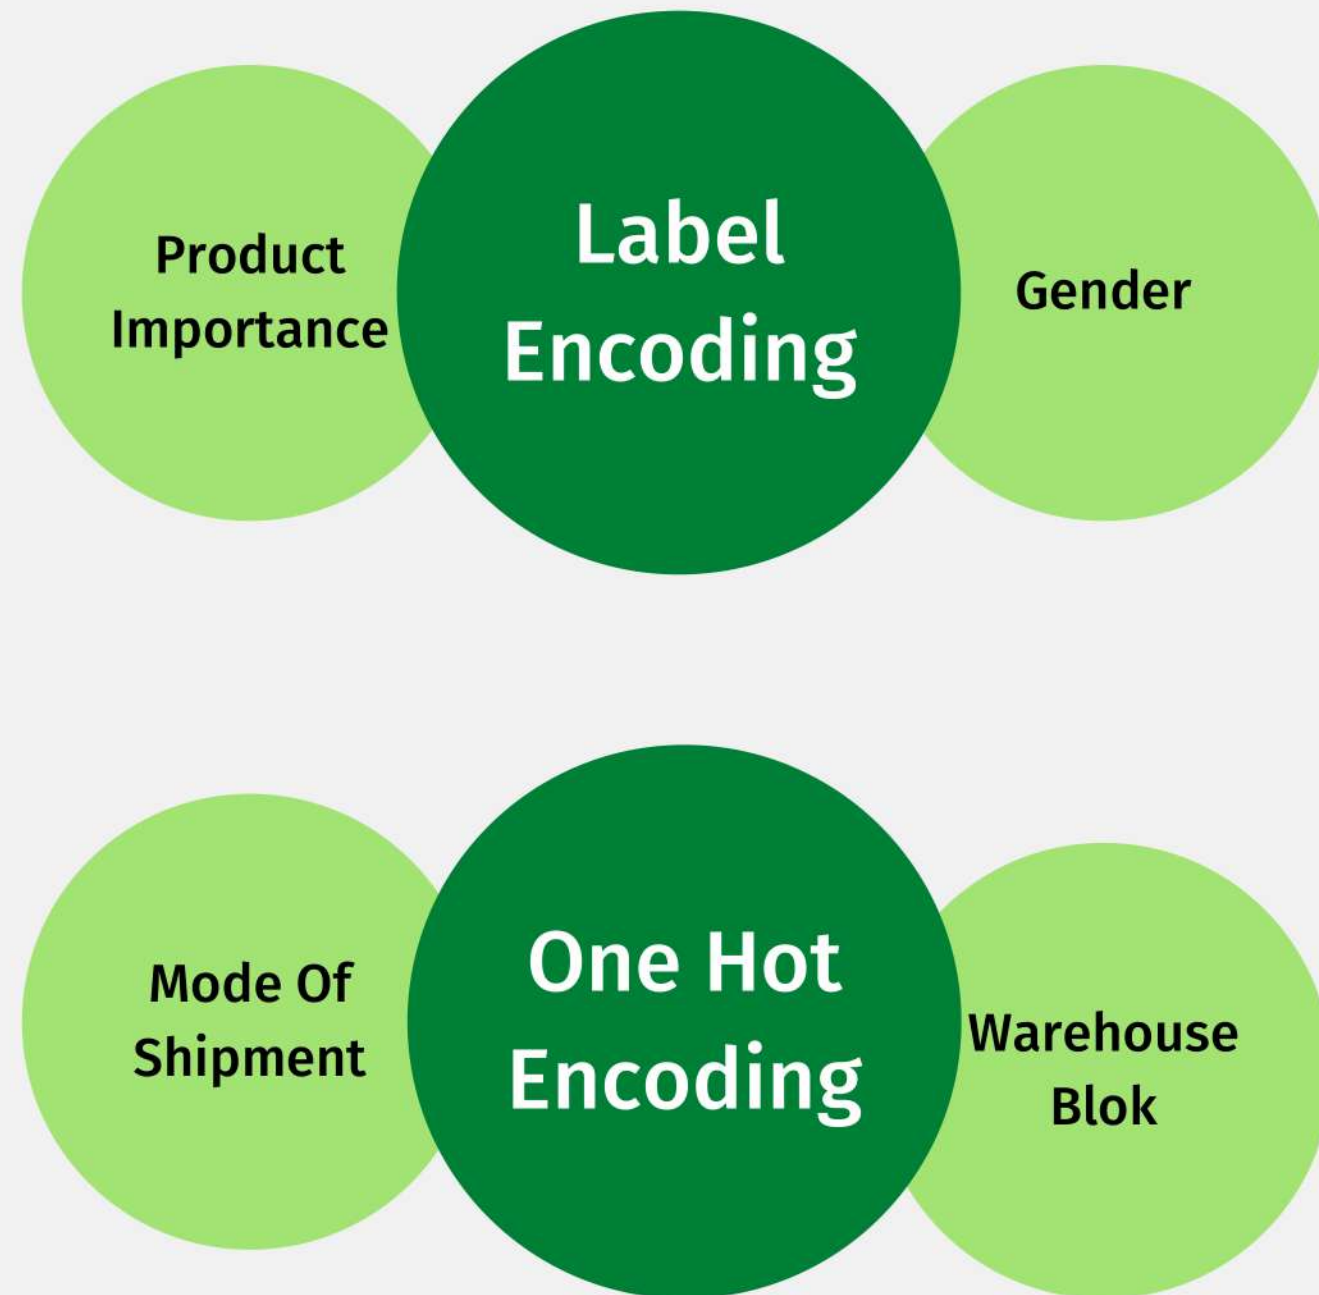 Product
Importance
Label
Encoding
Gender
Mode Of
Shipment
One Hot
Encoding
Warehouse
Blok